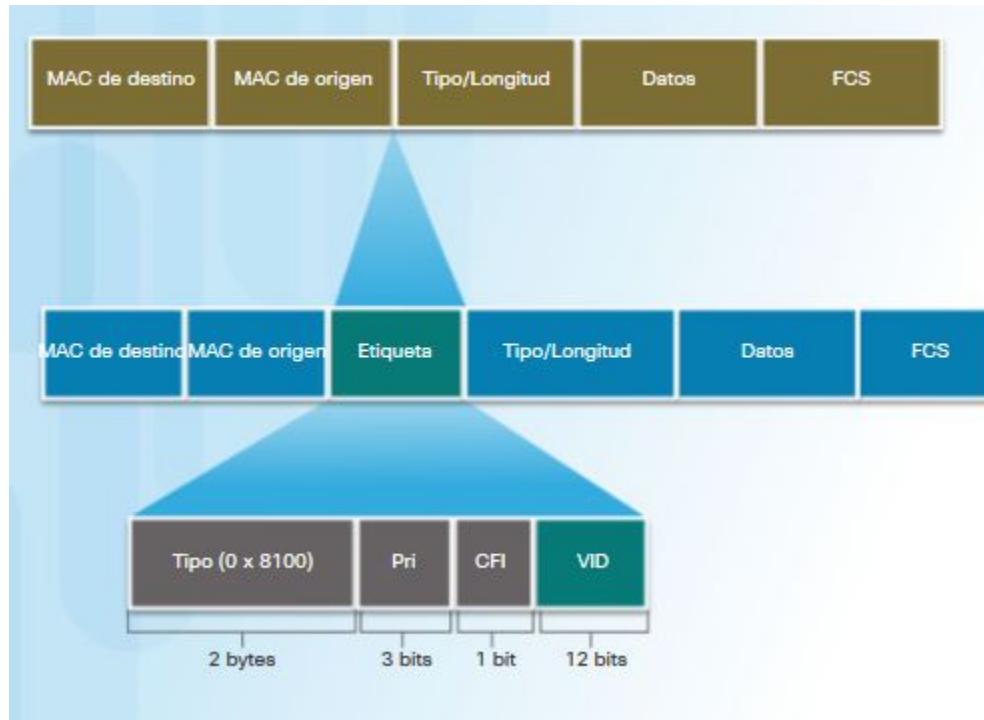 MAC de destino MAC de origen Tipo/Longitud Datos FCS
MAC de destino MAC de origen Etiqueta Tipo/Longitud Datos FCS
Tipo (0 x 8100) Pri CFI VID
2 bytes 3 bits 1 bit 12 bits